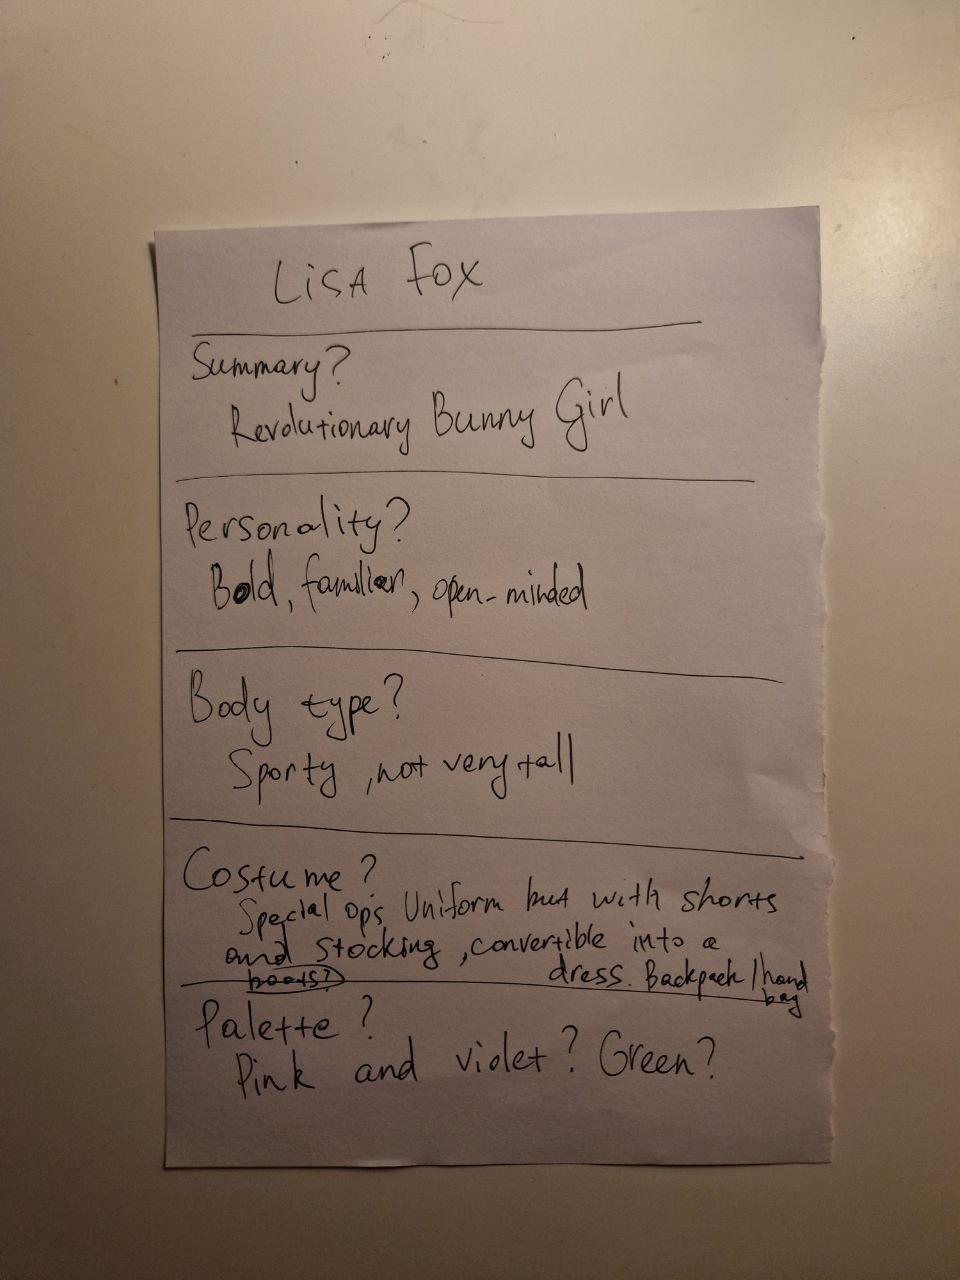 LiSA FOX
Summary?
Revolutionary Bunny Girl
Personality?
Bold, familiar, open-minded
Body type?
Sporty, not very tall
Costume?
Special ops Uniform but with shorts
and stocking, convertible into a
boots? dress. Backpack/hand
bag
Palette?
Pink and violet? Green?